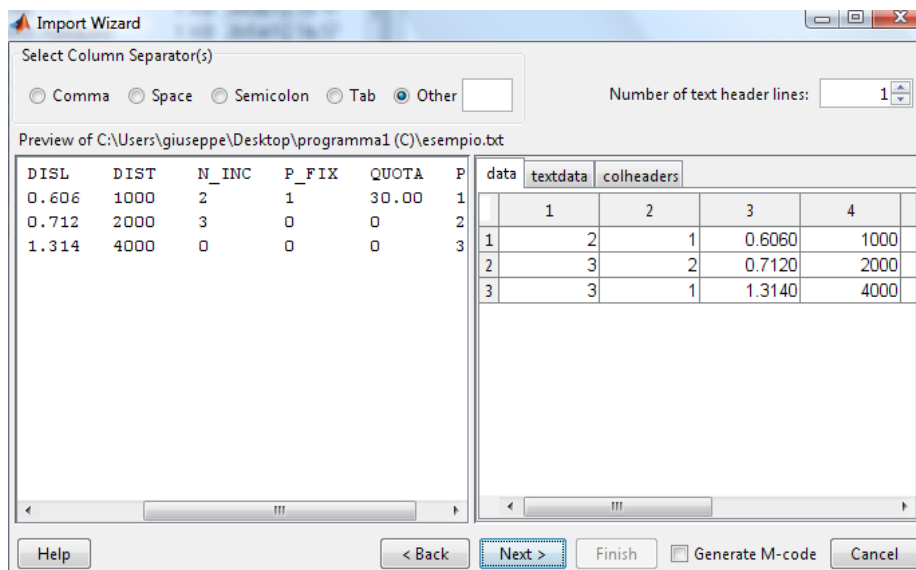 Import Wizard
Select Column Separator(s)
Comma Space Semicolon Tab Other
Number of text header lines: 1
Preview of C:\Users\giuseppe\Desktop\programma1 (C)\esempio.txt
DISL DIST N_INC P_FIX QUOTA P
0.606 1000 2 1 30.00 1
0.712 2000 3 0 0 2
1.314 4000 0 0 0 3
data textdata colheaders
1 2 3 4
1 2 1 0.6060 1000
2 3 2 0.7120 2000
3 3 1 1.3140 4000
Help < Back Next > Finish Generate M-code Cancel